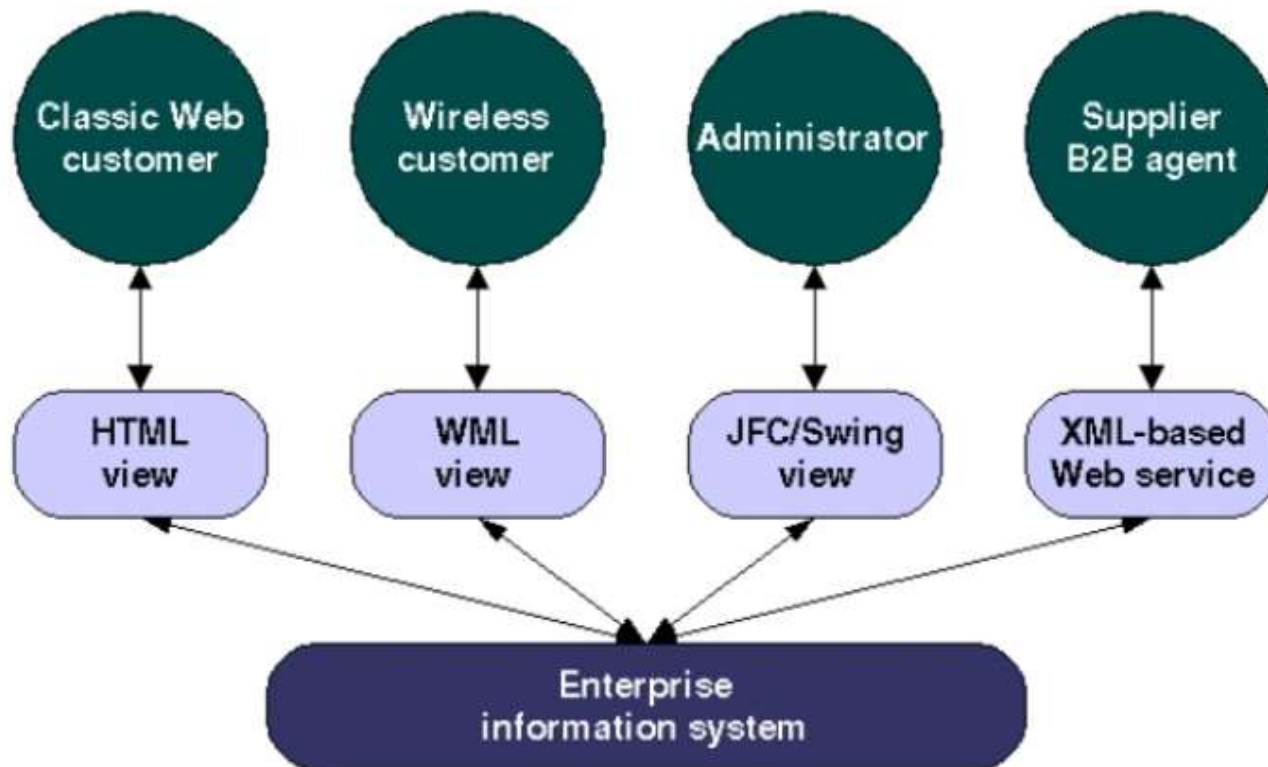 Classic Web
customer
Wireless
customer
Administrator
Supplier
B2B agent
HTML
view
WML
view
JFC/Swing
view
XML-based
Web service
Enterprise
information system